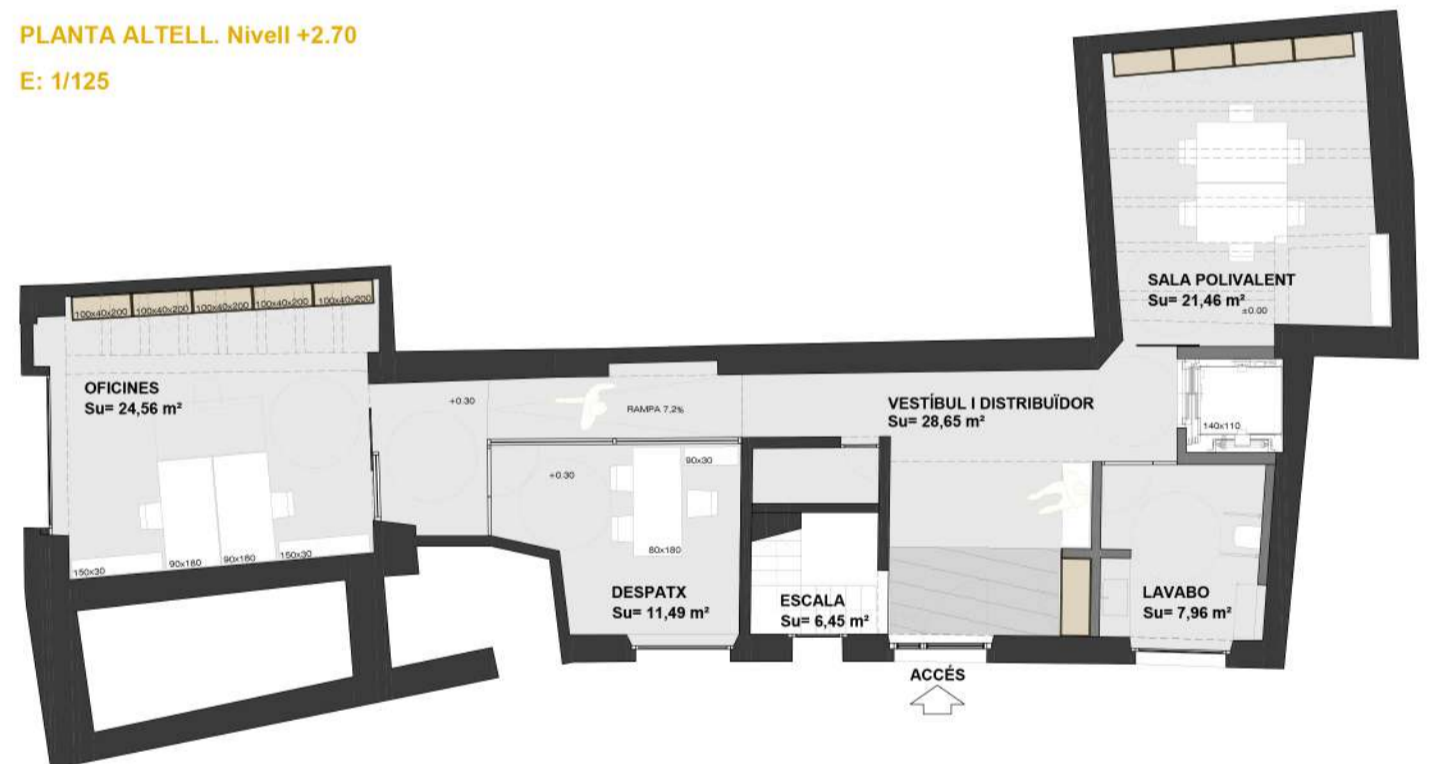 PLANTA ALTELL. Nivell +2.70
E: 1/125
SALA POLIVALENT
Su= 21,46 m²
±0.00
100x40x200
100x40x200
100x40x200
100x40x200
100x40x200
OFICINES
Su= 24,56 m²
+0.30
RAMPA 7,2%
VESTÍBUL I DISTRIBUÏDOR
Su= 28,65 m²
140x110
90x30
+0.30
80x180
150x30
90x180
90x180
150x30
DESPATX
Su= 11,49 m²
ESCALA
Su= 6,45 m²
LAVABO
Su= 7,96 m²
ACCÉS